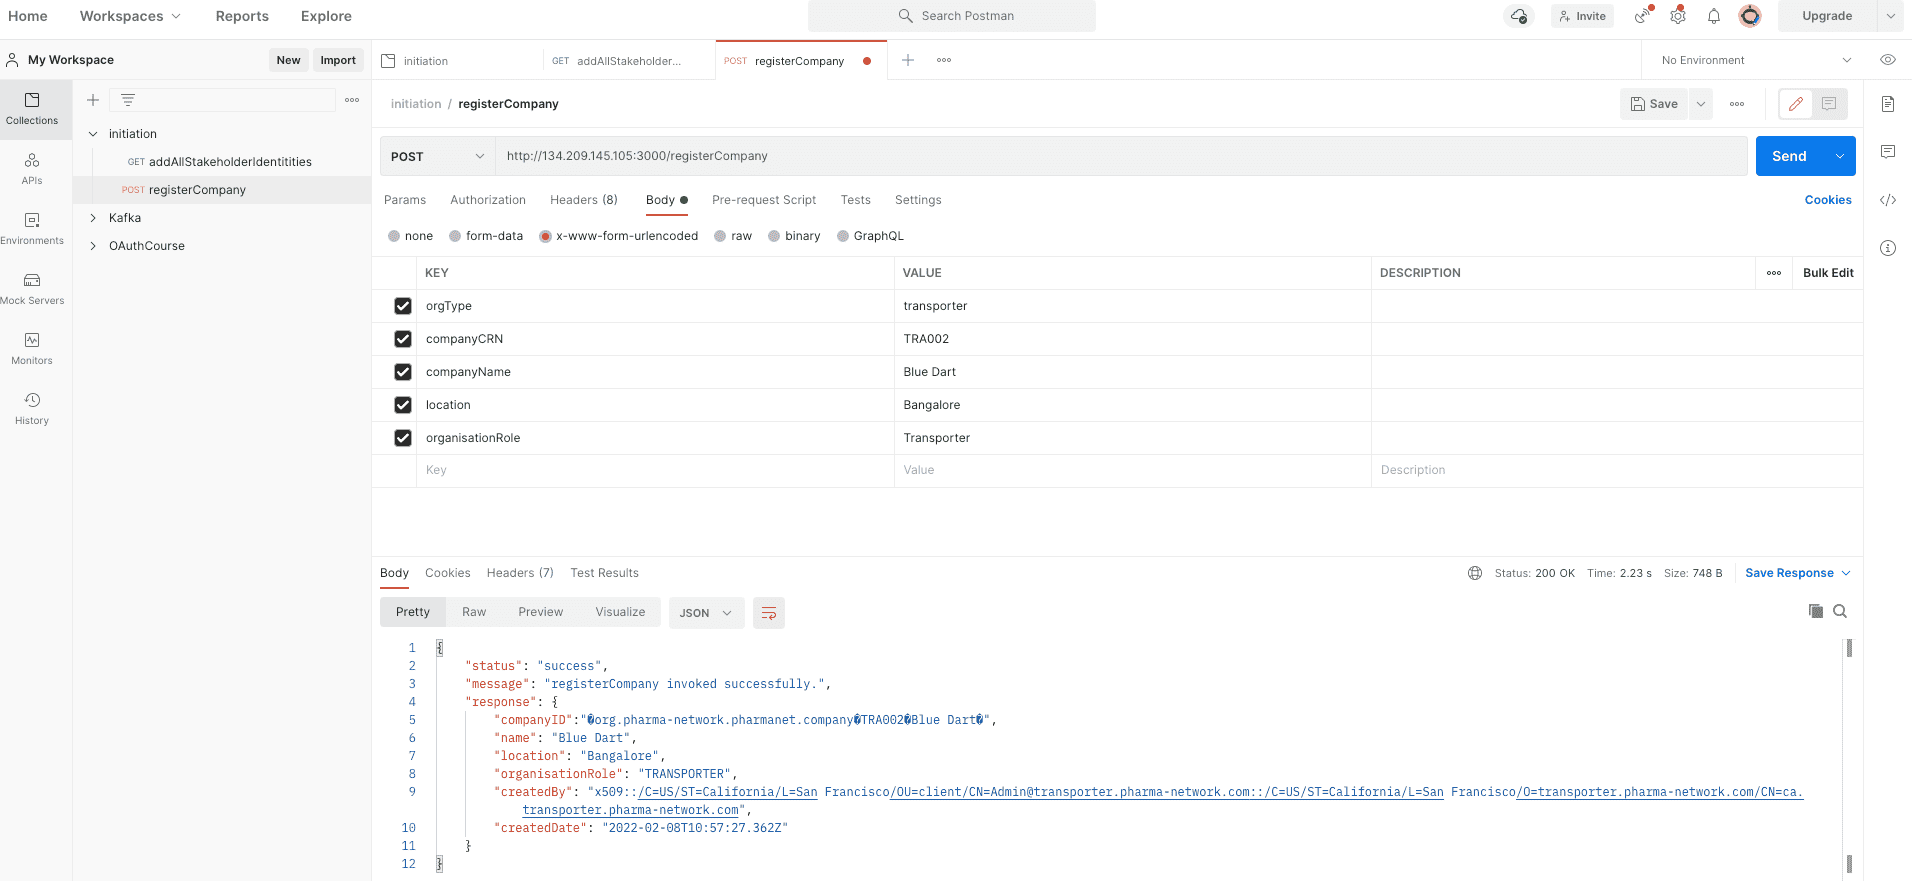 Home Workspaces Reports Explore Search Postman Invite Upgrade
My Workspace New Import initiation GET addAllStakeholder... POST registerCompany No Environment
Collections
initiation / registerCompany Save
initiation
GET addAllStakeholderIdentitities
POST registerCompany
Kafka
OAuthCourse
APIs
Environments
Mock Servers
Monitors
History
POST http://134.209.145.105:3000/registerCompany Send
Params Authorization Headers (8) Body Pre-request Script Tests Settings Cookies
none form-data x-www-form-urlencoded raw binary GraphQL
KEY VALUE DESCRIPTION Bulk Edit
orgType transporter
companyCRN TRA002
companyName Blue Dart
location Bangalore
organisationRole Transporter
Key Value Description
Body Cookies Headers (7) Test Results Status: 200 OK Time: 2.23 s Size: 748 B Save Response
Pretty Raw Preview Visualize JSON
1 {
2 "status": "success",
3 "message": "registerCompany invoked successfully.",
4 "response": {
5 "companyID":"�org.pharma-network.pharmanet.company�TRA002�Blue Dart�",
6 "name": "Blue Dart",
7 "location": "Bangalore",
8 "organisationRole": "TRANSPORTER",
9 "createdBy": "x509::/C=US/ST=California/L=San Francisco/OU=client/CN=Admin@transporter.pharma-network.com::/C=US/ST=California/L=San Francisco/O=transporter.pharma-network.com/CN=ca.
transporter.pharma-network.com",
10 "createdDate": "2022-02-08T10:57:27.362Z"
11 }
12 }